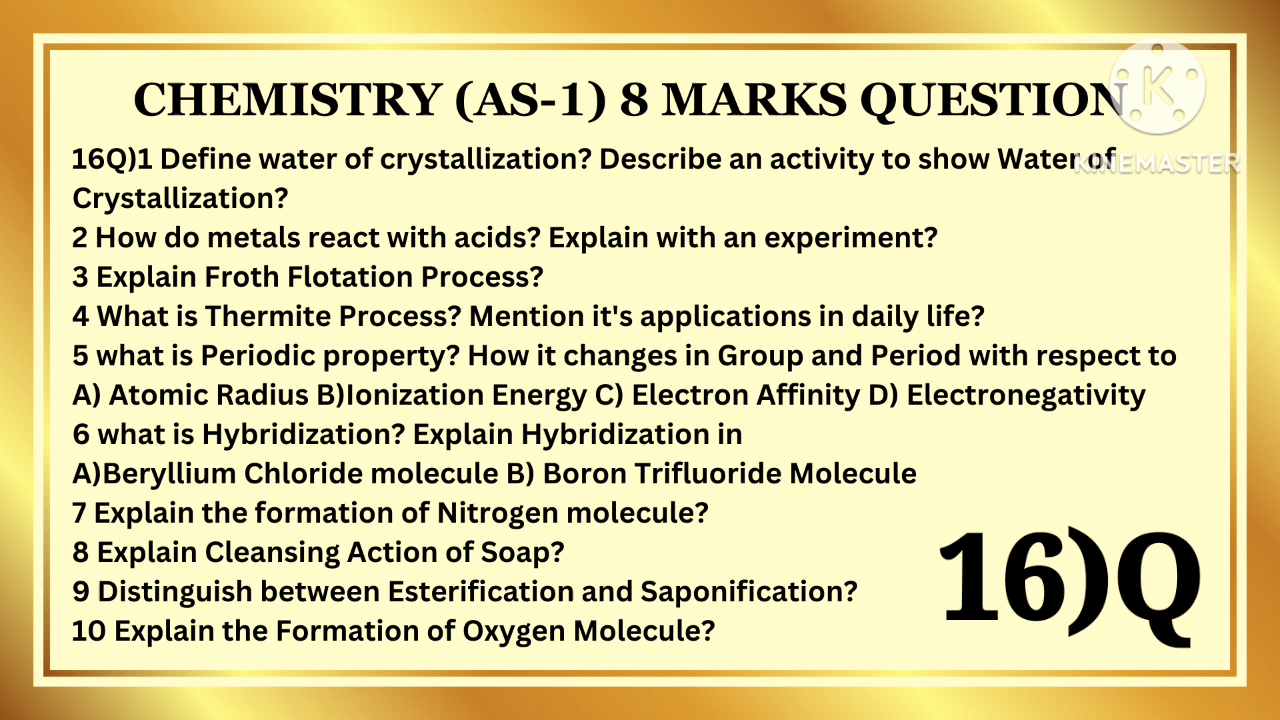 CHEMISTRY (AS-1) 8 MARKS QUESTION
K
KINEMASTER
16Q)1 Define water of crystallization? Describe an activity to show Water of
Crystallization?
2 How do metals react with acids? Explain with an experiment?
3 Explain Froth Flotation Process?
4 What is Thermite Process? Mention it's applications in daily life?
5 what is Periodic property? How it changes in Group and Period with respect to
A) Atomic Radius B)Ionization Energy C) Electron Affinity D) Electronegativity
6 what is Hybridization? Explain Hybridization in
A)Beryllium Chloride molecule B) Boron Trifluoride Molecule
7 Explain the formation of Nitrogen molecule?
8 Explain Cleansing Action of Soap?
9 Distinguish between Esterification and Saponification?
10 Explain the Formation of Oxygen Molecule?
16)Q